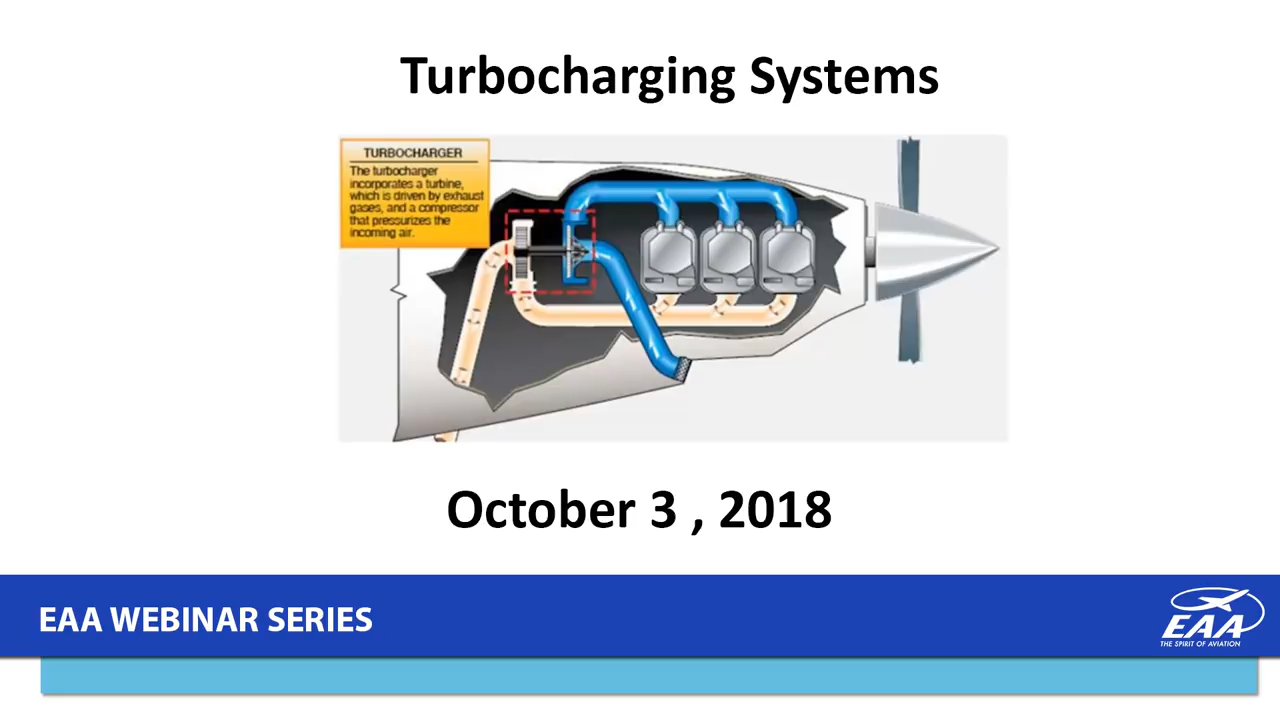 Turbocharging Systems
TURBOCHARGER
The turbocharger
incorporates a turbine,
which is driven by exhaust
gases, and a compressor
that pressurizes the
incoming air.
October 3 , 2018
EAA WEBINAR SERIES
EAA
THE SPIRIT OF AVIATION